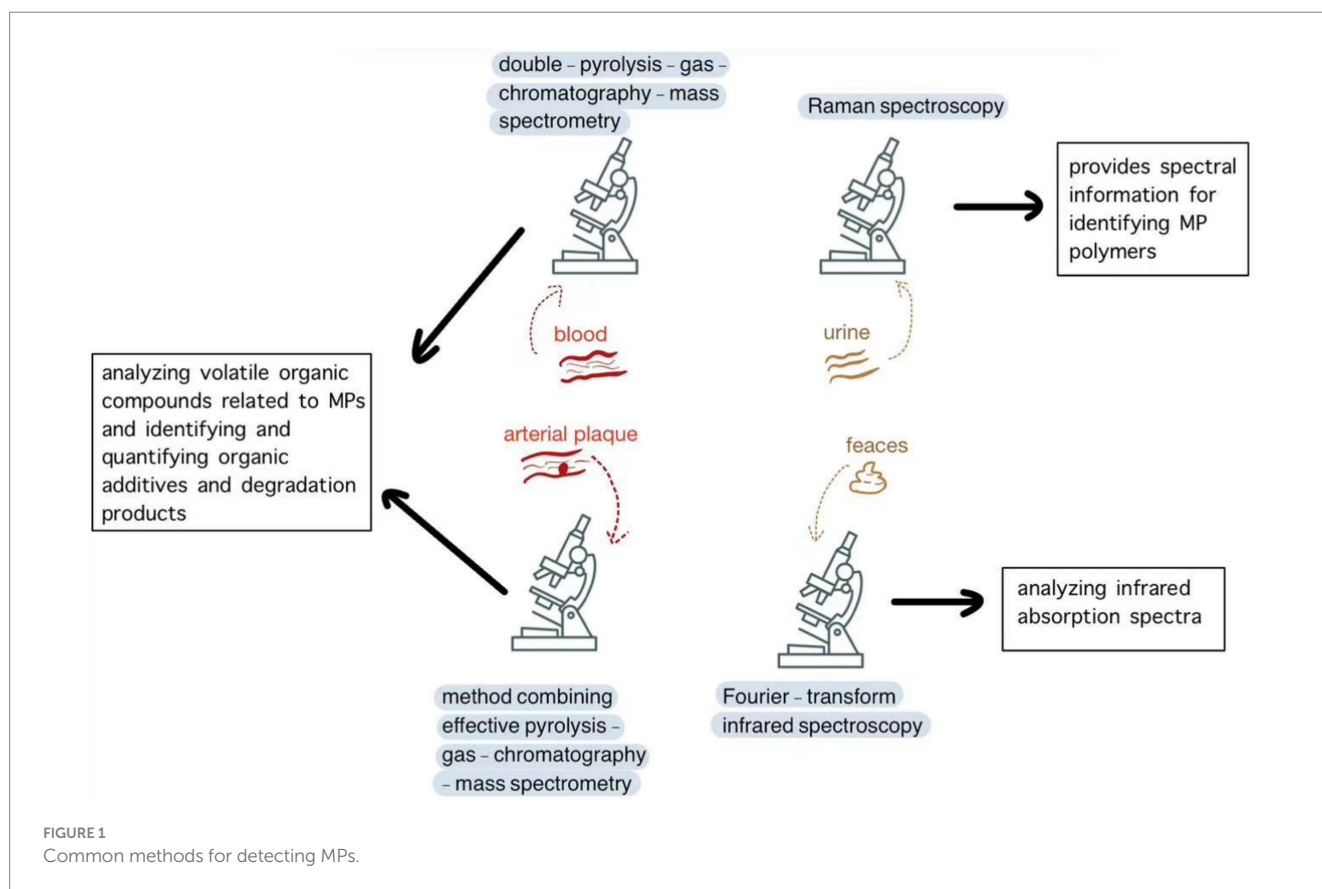 double – pyrolysis – gas –
chromatography – mass
spectrometry
Raman spectroscopy
provides spectral
information for
identifying MP
polymers
blood
urine
analyzing volatile organic
compounds related to MPs
and identifying and
quantifying organic
additives and degradation
products
arterial plaque
feaces
analyzing infrared
absorption spectra
method combining
effective pyrolysis –
gas – chromatography
– mass spectrometry
Fourier – transform
infrared spectroscopy
FIGURE 1
Common methods for detecting MPs.